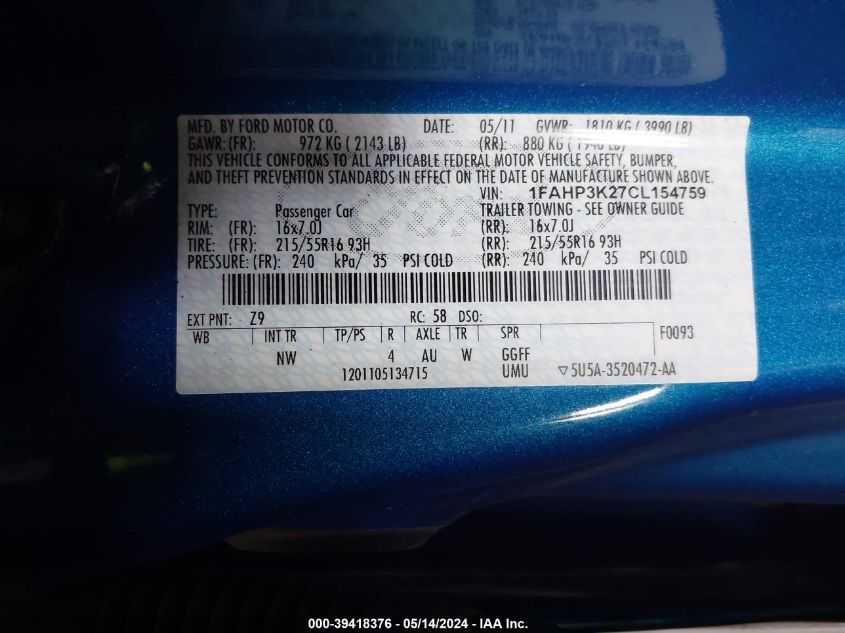 MFD. BY FORD MOTOR CO. DATE: 05/11 GVWR: 1810 KG ( 3990 LB)
GAWR: (FR): 972 KG ( 2143 LB) (RR): 880 KG ( 1940 LB)
THIS VEHICLE CONFORMS TO ALL APPLICABLE FEDERAL MOTOR VEHICLE SAFETY, BUMPER,
AND THEFT PREVENTION STANDARDS IN EFFECT ON THE DATE OF MANUFACTURE SHOWN ABOVE.
VIN: 1FAHP3K27CL154759
TYPE: Passenger Car TRAILER TOWING - SEE OWNER GUIDE
RIM: (FR): 16x7.0J (RR): 16x7.0J
TIRE: (FR): 215/55R16 93H (RR): 215/55R16 93H
PRESSURE: (FR): 240 kPa/ 35 PSI COLD (RR): 240 kPa/ 35 PSI COLD
EXT PNT: Z9 RC: 58 DSO:
WB INT TR TP/PS R AXLE TR SPR F0093
NW 4 AU W GGFF
1201105134715 UMU ▽5U5A-3520472-AA
000-39418376 - 05/14/2024 - IAA Inc.